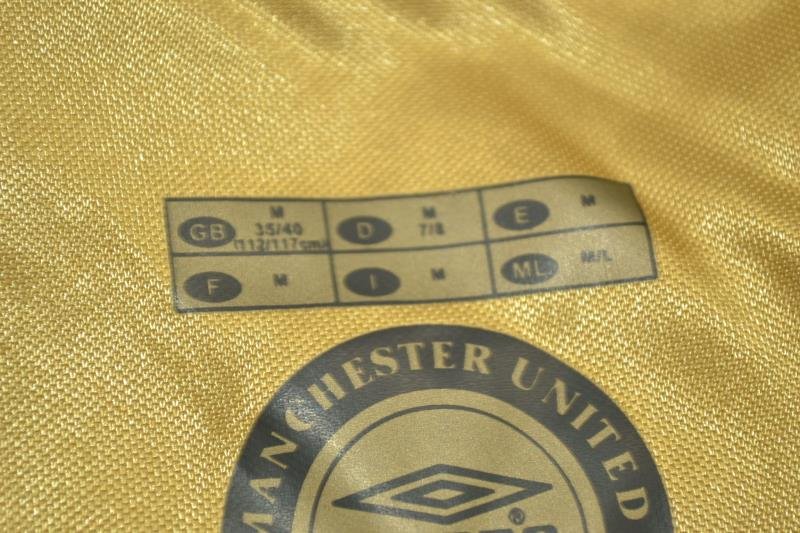 GB M
35/40
(112/117cm)
D M
7/8
E M
F M
I M
ML M/L
MANCHESTER UNITED
®